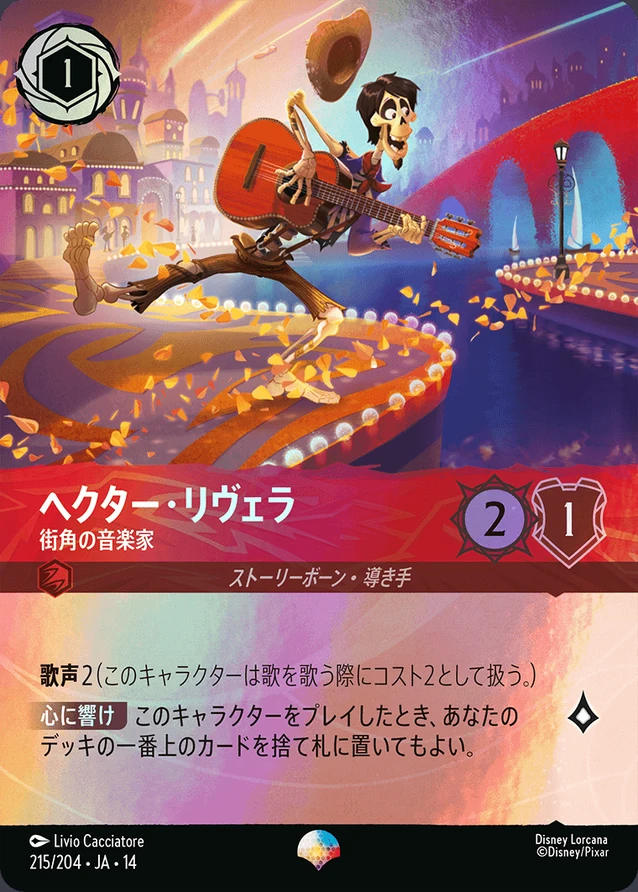 1
ヘクター・リヴェラ
街角の音楽家
2
1
ストーリーボーン・導き手
歌声2(このキャラクターは歌を歌う際にコスト2として扱う。)
心に響け このキャラクターをプレイしたとき、あなたの
デッキの一番上のカードを捨て札に置いてもよい。
Livio Cacciatore
215/204・JA・14
Disney Lorcana
©Disney/Pixar